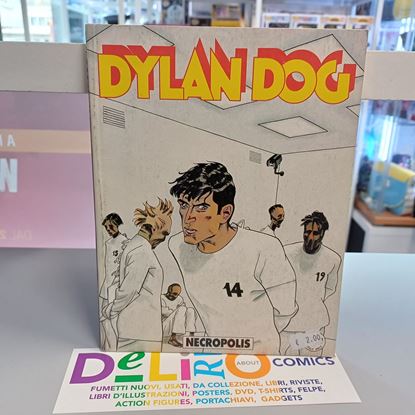 DYLAN DOG
14
19
NECROPOLIS
€ 2.00
DeLiRiO ABOUT COMICS
FUMETTI NUOVI, USATI, DA COLLEZIONE, LIBRI, RIVISTE,
LIBRI D'ILLUSTRAZIONI, POSTERS, DVD, T-SHIRTS, FELPE,
ACTION FIGURES, PORTACHIAVI, GADGETS